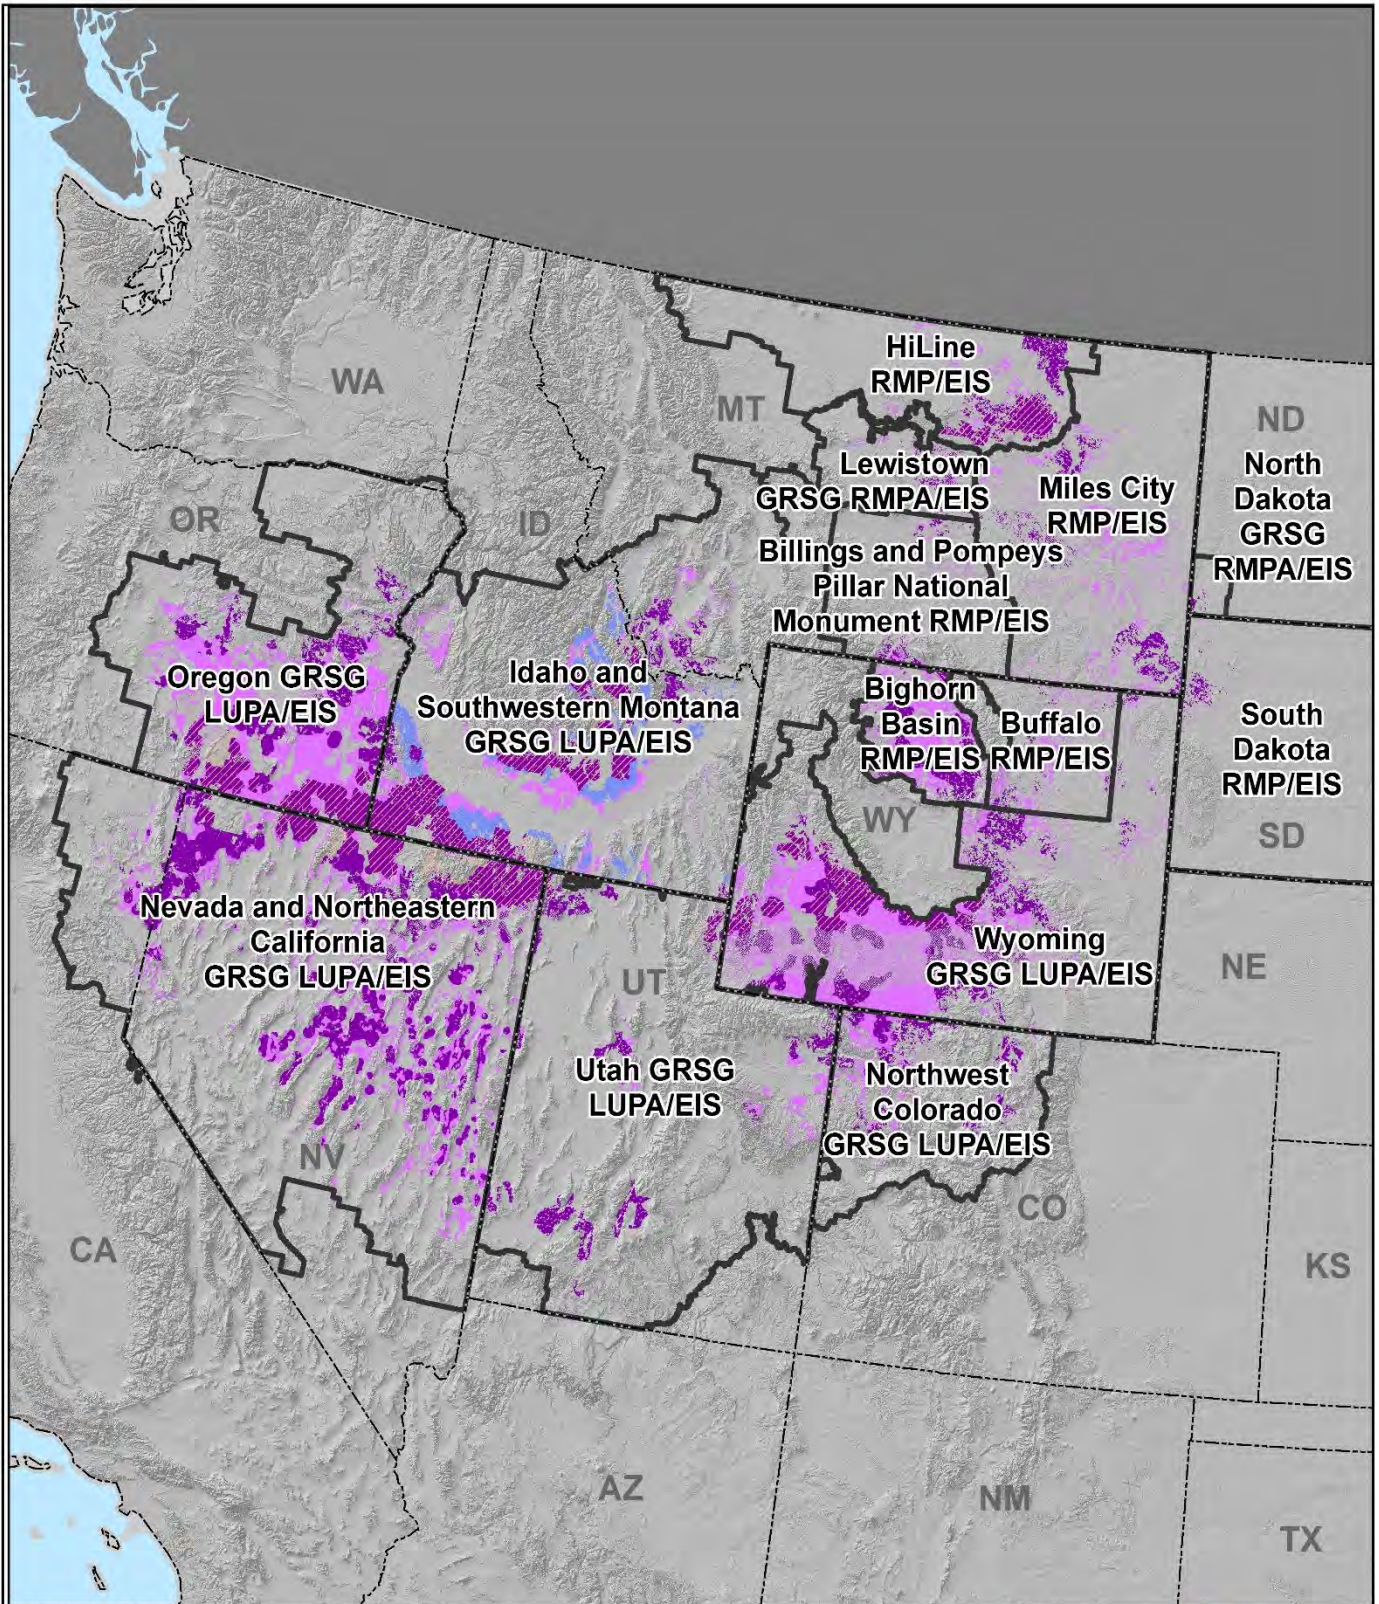 HiLine
RMP/EIS
WA
MT
ND
Lewistown
GRSG RMPA/EIS
Miles City
RMP/EIS
North
Dakota
GRSG
RMPA/EIS
OR
ID
Billings and Pompeys
Pillar National
Monument RMP/EIS
Oregon GRSG
LUPA/EIS
Idaho and
Southwestern Montana
GRSG LUPA/EIS
Bighorn
Basin
RMP/EIS
Buffalo
RMP/EIS
South
Dakota
RMP/EIS
WY
SD
Nevada and Northeastern
California
GRSG LUPA/EIS
Wyoming
GRSG LUPA/EIS
UT
NE
Utah GRSG
LUPA/EIS
Northwest
Colorado
GRSG LUPA/EIS
NV
CO
CA
KS
AZ
NM
TX